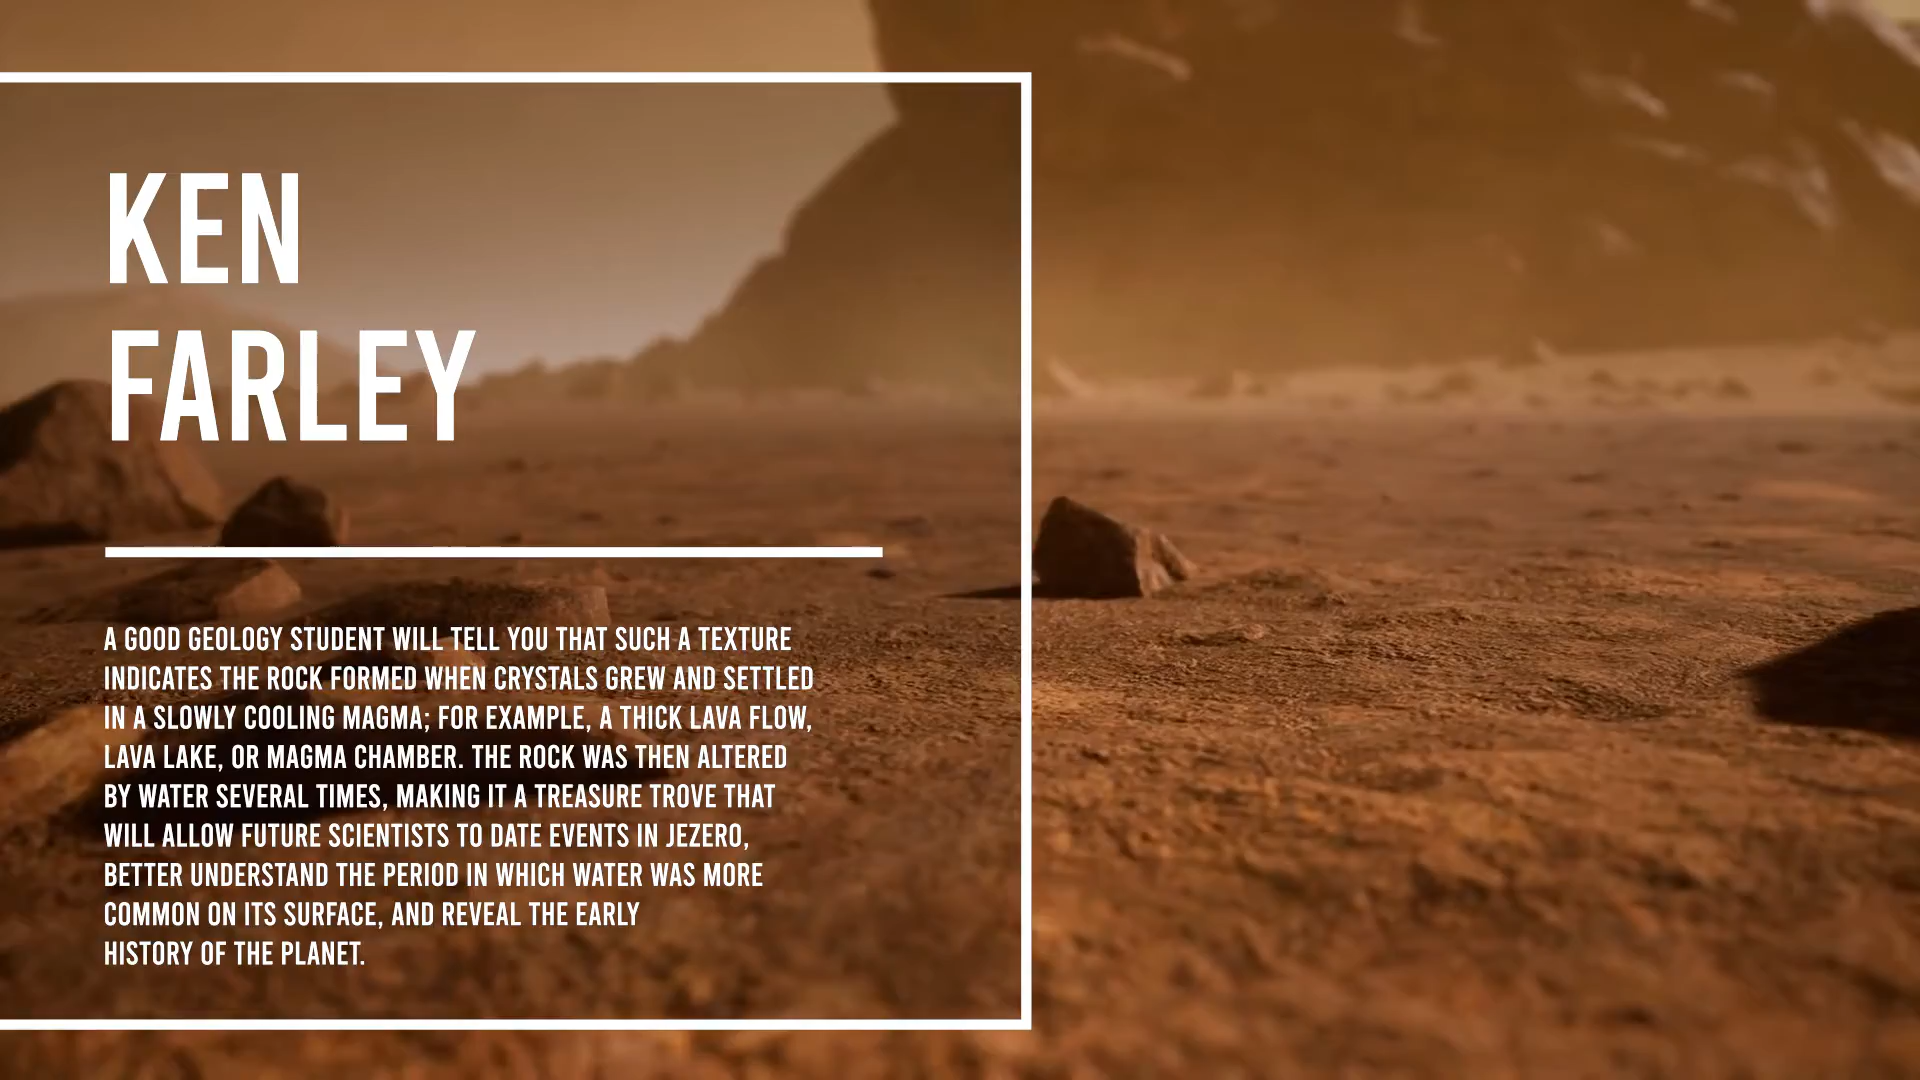 KEN
FARLEY
A GOOD GEOLOGY STUDENT WILL TELL YOU THAT SUCH A TEXTURE
INDICATES THE ROCK FORMED WHEN CRYSTALS GREW AND SETTLED
IN A SLOWLY COOLING MAGMA; FOR EXAMPLE, A THICK LAVA FLOW,
LAVA LAKE, OR MAGMA CHAMBER. THE ROCK WAS THEN ALTERED
BY WATER SEVERAL TIMES, MAKING IT A TREASURE TROVE THAT
WILL ALLOW FUTURE SCIENTISTS TO DATE EVENTS IN JEZERO,
BETTER UNDERSTAND THE PERIOD IN WHICH WATER WAS MORE
COMMON ON ITS SURFACE, AND REVEAL THE EARLY
HISTORY OF THE PLANET.